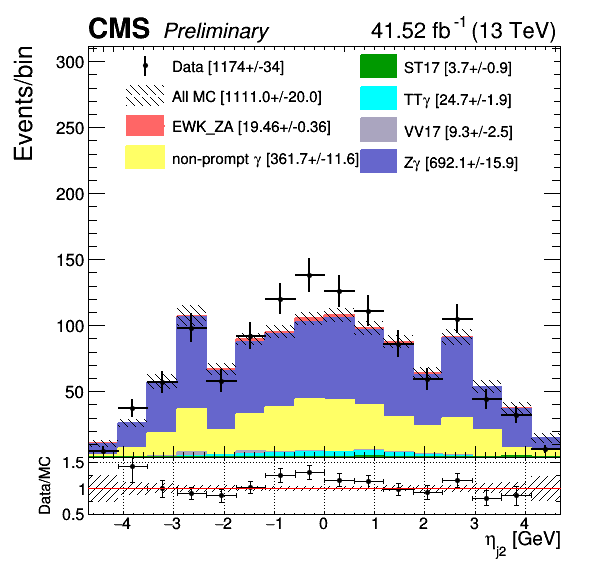 CMS Preliminary 41.52 fb⁻¹ (13 TeV)
Events/bin
300
250
200
150
100
50
Data [1174+/-34]
All MC [1111.0+/-20.0]
EWK_ZA [19.46+/-0.36]
non-prompt γ [361.7+/-11.6]
ST17 [3.7+/-0.9]
TTγ [24.7+/-1.9]
VV17 [9.3+/-2.5]
Zγ [692.1+/-15.9]
Data/MC
1.5
1
0.5
−4 −3 −2 −1 0 1 2 3 4
η_j2 [GeV]